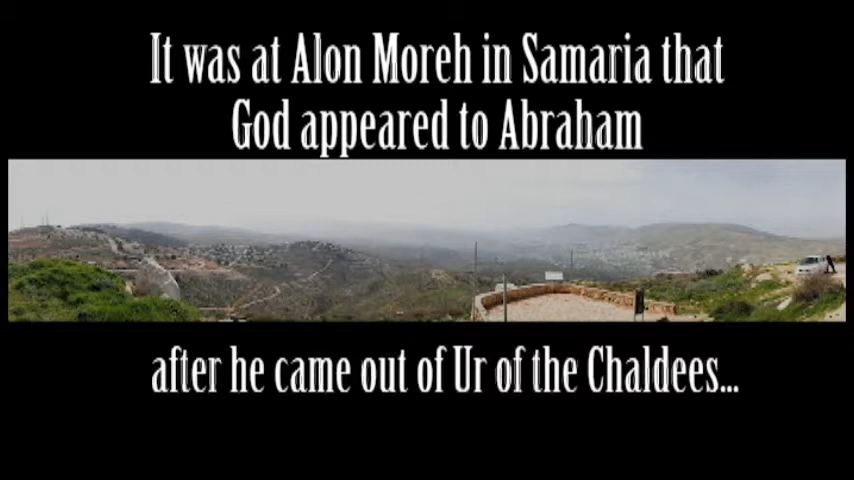 It was at Alon Moreh in Samaria that
God appeared to Abraham
after he came out of Ur of the Chaldees...